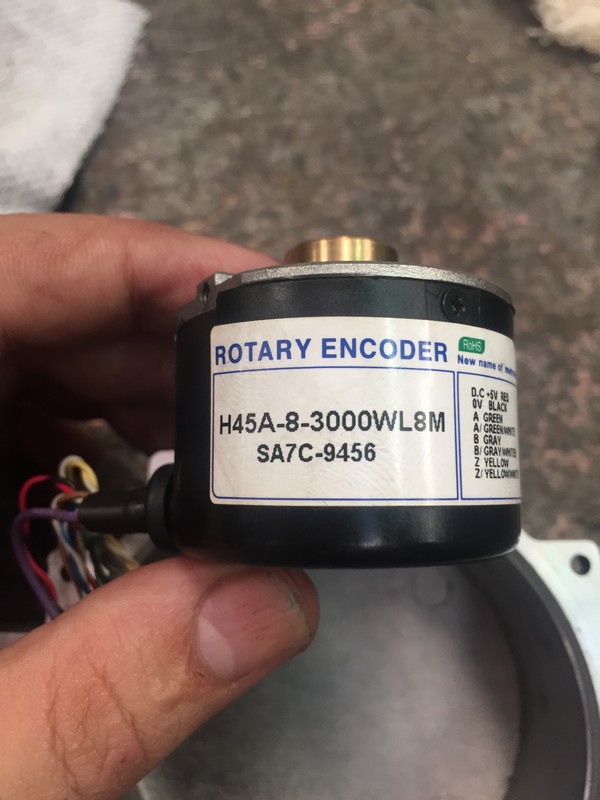 ROTARY ENCODER
RoHS
New name of
H45A-8-3000WL8M
SA7C-9456
D.C +5V RED
0V BLACK
A GREEN
A/ GREEN/WHITE
B GRAY
B/ GRAY/WHITE
Z YELLOW
Z/ YELLOW/WHITE